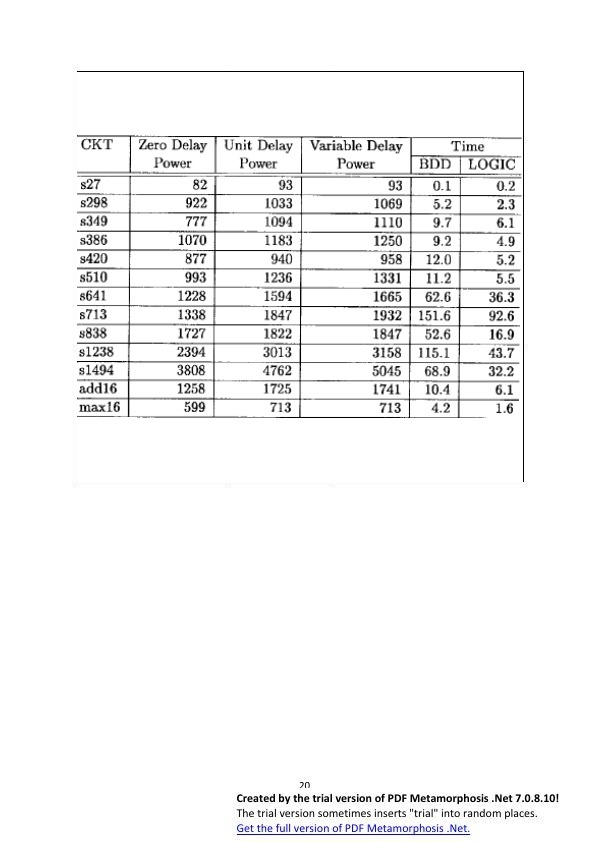 CKT Zero Delay Unit Delay Variable Delay Time
Power Power Power BDD LOGIC
s27 82 93 93 0.1 0.2
s298 922 1033 1069 5.2 2.3
s349 777 1094 1110 9.7 6.1
s386 1070 1183 1250 9.2 4.9
s420 877 940 958 12.0 5.2
s510 993 1236 1331 11.2 5.5
s641 1228 1594 1665 62.6 36.3
s713 1338 1847 1932 151.6 92.6
s838 1727 1822 1847 52.6 16.9
s1238 2394 3013 3158 115.1 43.7
s1494 3808 4762 5045 68.9 32.2
add16 1258 1725 1741 10.4 6.1
max16 599 713 713 4.2 1.6
20
Created by the trial version of PDF Metamorphosis .Net 7.0.8.10!
The trial version sometimes inserts "trial" into random places.
Get the full version of PDF Metamorphosis .Net.